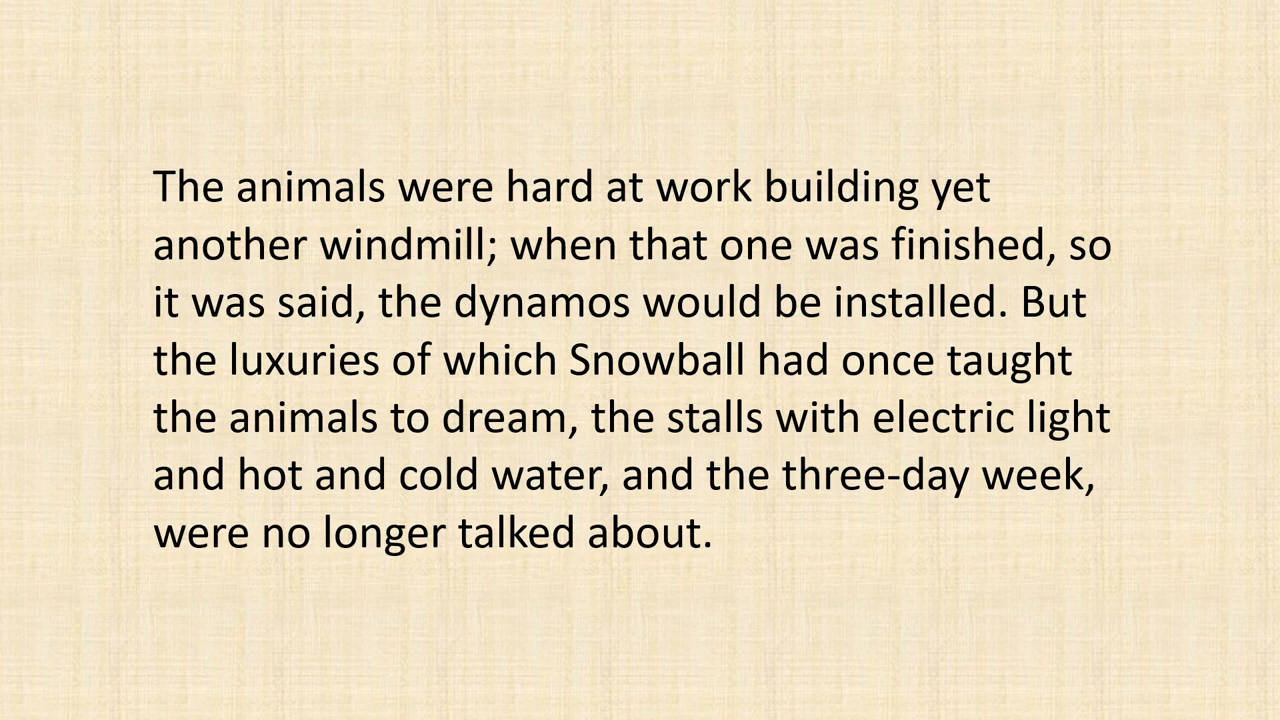 The animals were hard at work building yet
another windmill; when that one was finished, so
it was said, the dynamos would be installed. But
the luxuries of which Snowball had once taught
the animals to dream, the stalls with electric light
and hot and cold water, and the three-day week,
were no longer talked about.